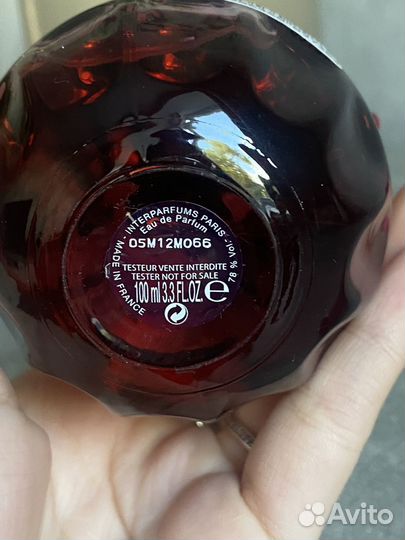 INTERPARFUMS PARIS - 78 % Vol - MADE IN FRANCE -
Eau de Parfum
05M12M066
TESTEUR VENTE INTERDITE
TESTER NOT FOR SALE
100 ml 3.3 FL.OZ. ℮
Avito